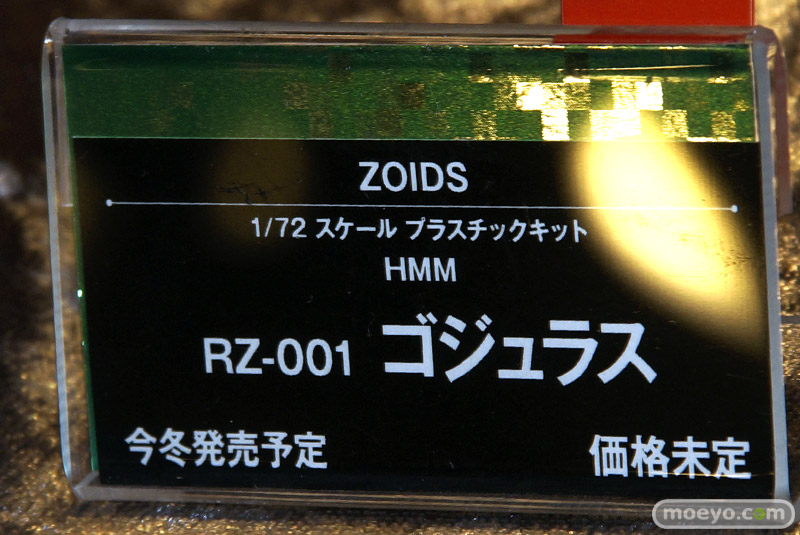 ZOIDS
1/72 スケール プラスチックキット
HMM
RZ-001 ゴジュラス
今冬発売予定 価格未定
moeyo.com